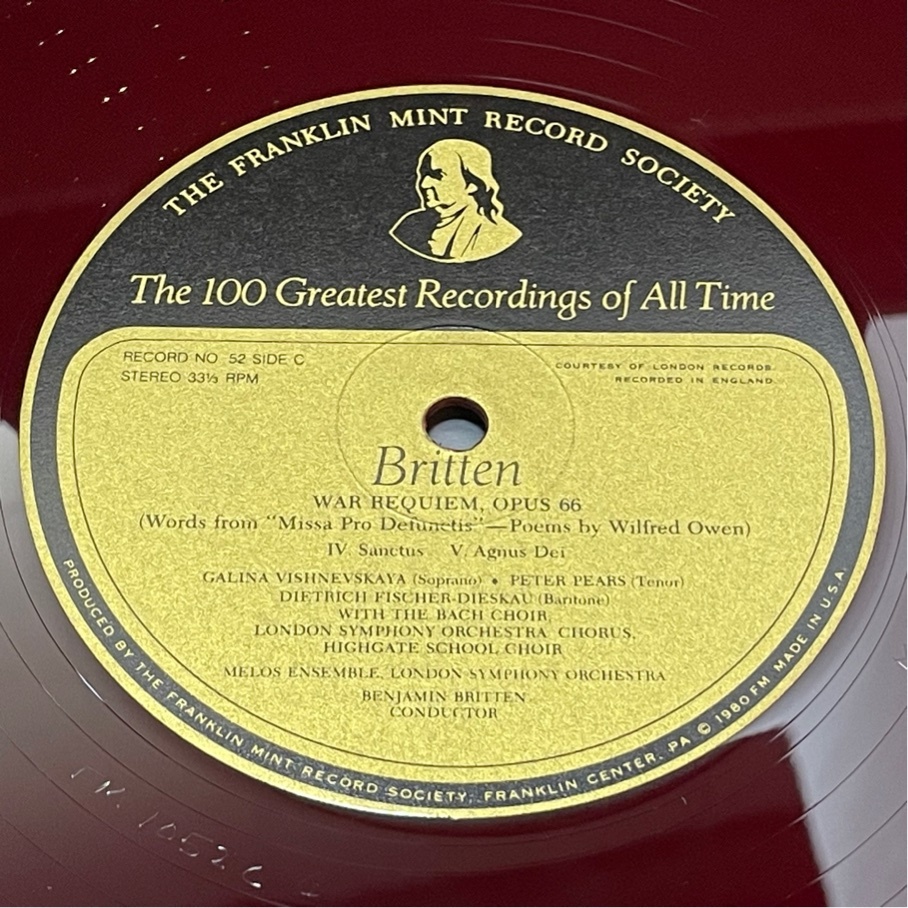 THE FRANKLIN MINT RECORD SOCIETY
The 100 Greatest Recordings of All Time
RECORD NO. 52 SIDE C
STEREO 33⅓ RPM
COURTESY OF LONDON RECORDS.
RECORDED IN ENGLAND.
Britten
WAR REQUIEM, OPUS 66
(Words from "Missa Pro Defunctis"—Poems by Wilfred Owen)
IV. Sanctus V. Agnus Dei
GALINA VISHNEVSKAYA (Soprano) • PETER PEARS (Tenor)
DIETRICH FISCHER-DIESKAU (Baritone)
WITH THE BACH CHOIR,
LONDON SYMPHONY ORCHESTRA CHORUS,
HIGHGATE SCHOOL CHOIR
MELOS ENSEMBLE, LONDON SYMPHONY ORCHESTRA
BENJAMIN BRITTEN,
CONDUCTOR
PRODUCED BY THE FRANKLIN MINT RECORD SOCIETY, FRANKLIN CENTER, PA © 1980 FM MADE IN U.S.A.